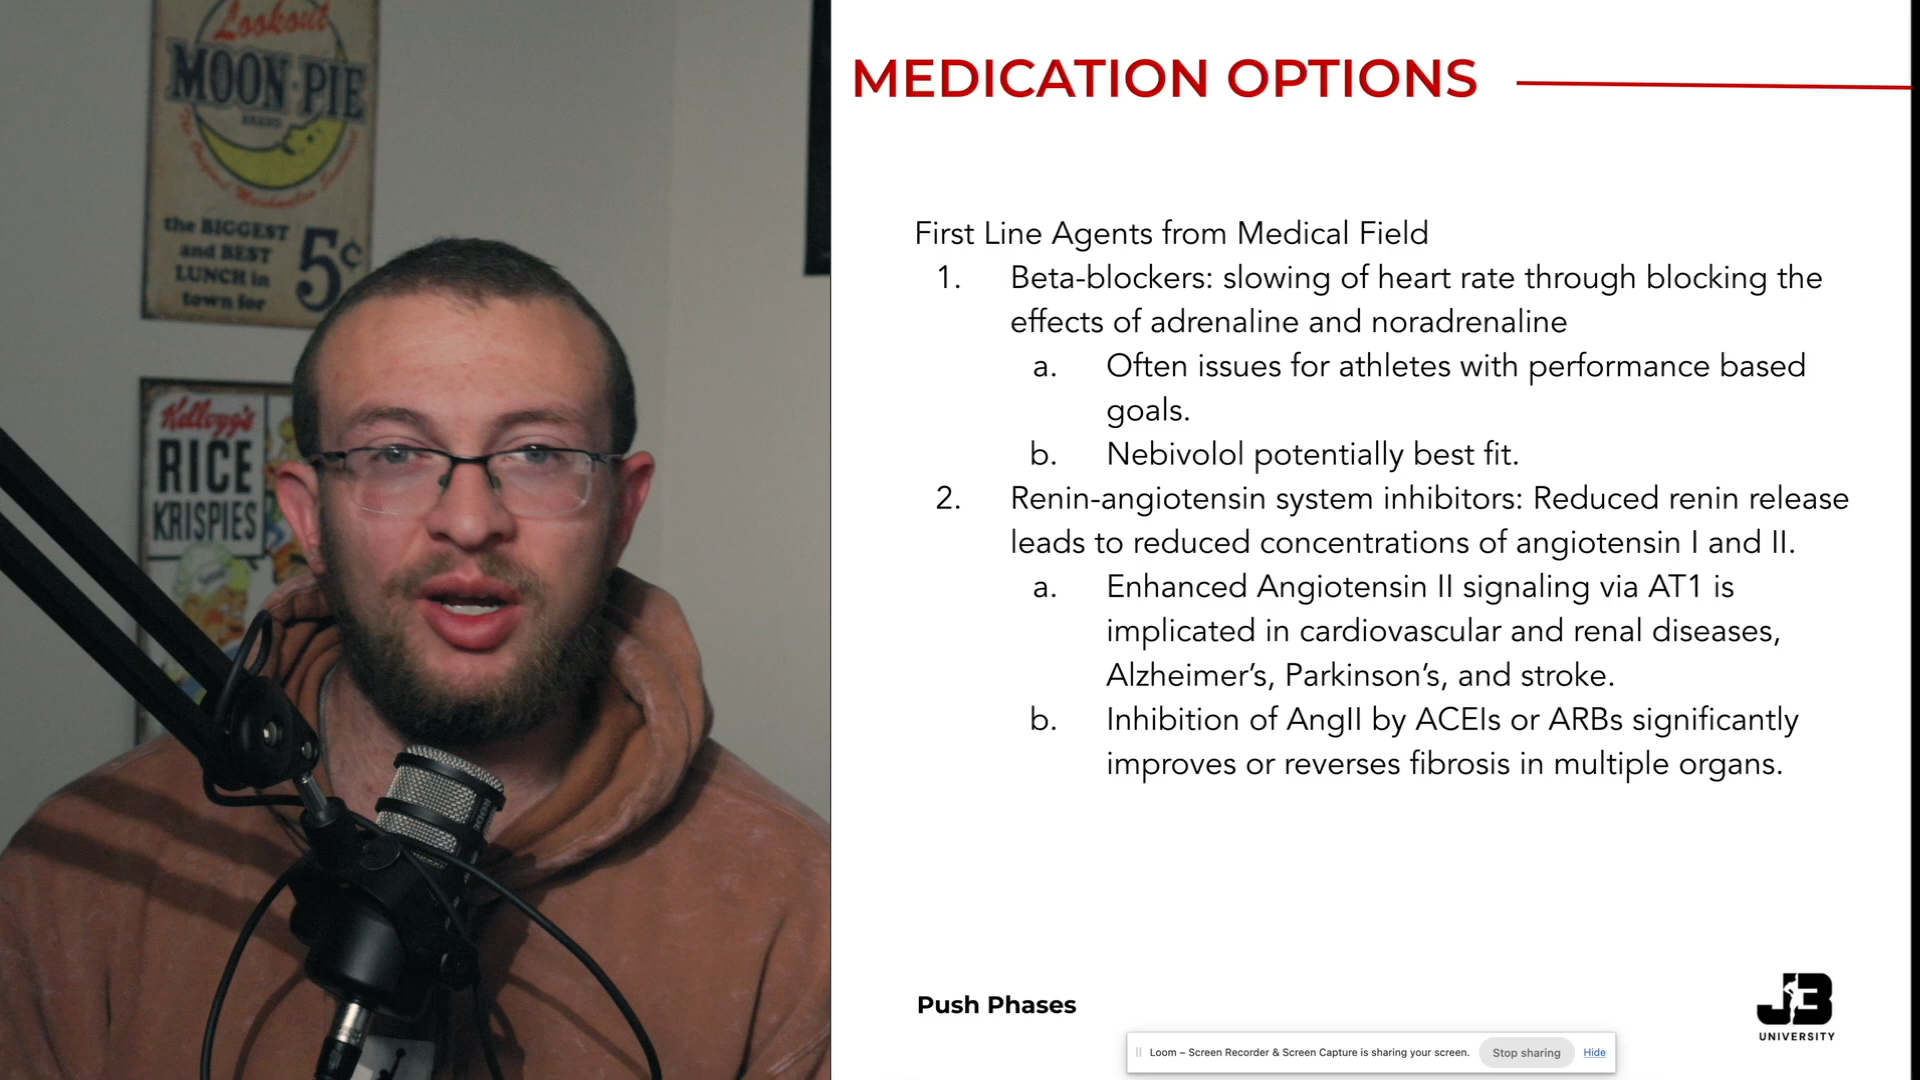 Lookout
MOON·PIE
BRAND
the BIGGEST
and BEST
LUNCH in
town for
5¢
Kellogg's
RICE
KRISPIES
RØDE
MEDICATION OPTIONS
First Line Agents from Medical Field
1. Beta-blockers: slowing of heart rate through blocking the
effects of adrenaline and noradrenaline
a. Often issues for athletes with performance based
goals.
b. Nebivolol potentially best fit.
2. Renin-angiotensin system inhibitors: Reduced renin release
leads to reduced concentrations of angiotensin I and II.
a. Enhanced Angiotensin II signaling via AT1 is
implicated in cardiovascular and renal diseases,
Alzheimer’s, Parkinson’s, and stroke.
b. Inhibition of AngII by ACEIs or ARBs significantly
improves or reverses fibrosis in multiple organs.
Push Phases
J3
UNIVERSITY
Loom – Screen Recorder & Screen Capture is sharing your screen.
Stop sharing
Hide